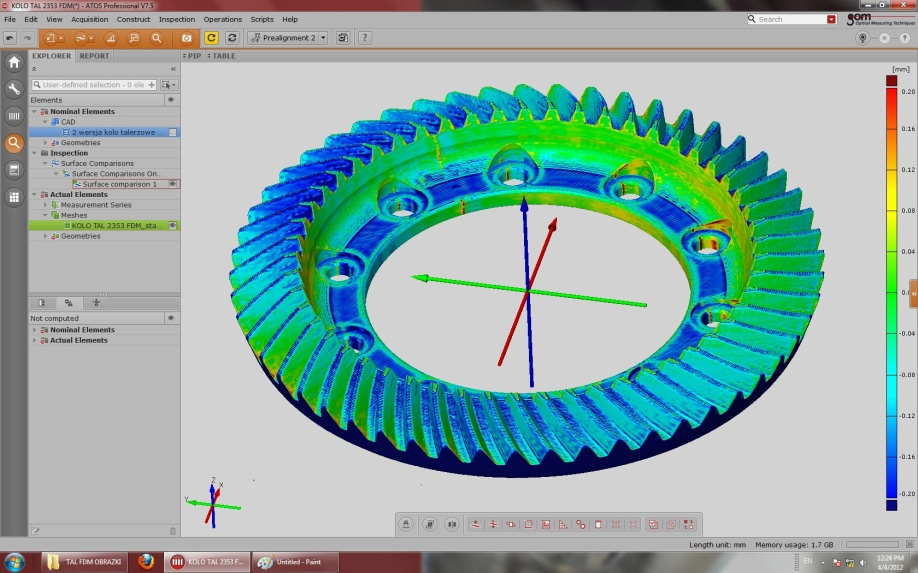 KOLO TAL 2353 FDM(*) - ATOS Professional V7.5
File Edit View Acquisition Construct Inspection Operations Scripts Help
Search
gom
Optical Measuring Techniques
Prealignment 2
?
EXPLORER REPORT
PIP TABLE
User-defined selection - 0 ele
Elements
Nominal Elements
CAD
2 wersja kolo talerzowe ...
Geometries
Inspection
Surface Comparisons
Surface Comparisons On...
Surface comparison 1
Actual Elements
Measurement Series
Meshes
KOLO TAL 2353 FDM_sta...
Geometries
Not computed
Nominal Elements
Actual Elements
[mm]
0.20
0.16
0.12
0.08
0.04
0.00
-0.04
-0.08
-0.12
-0.16
-0.20
Z
X
Y
Length unit: mm Memory usage: 1.7 GB
TAL FDM OBRAZKI
KOLO TAL 2353 F...
Untitled - Paint
EN
12:24 PM
4/4/2012